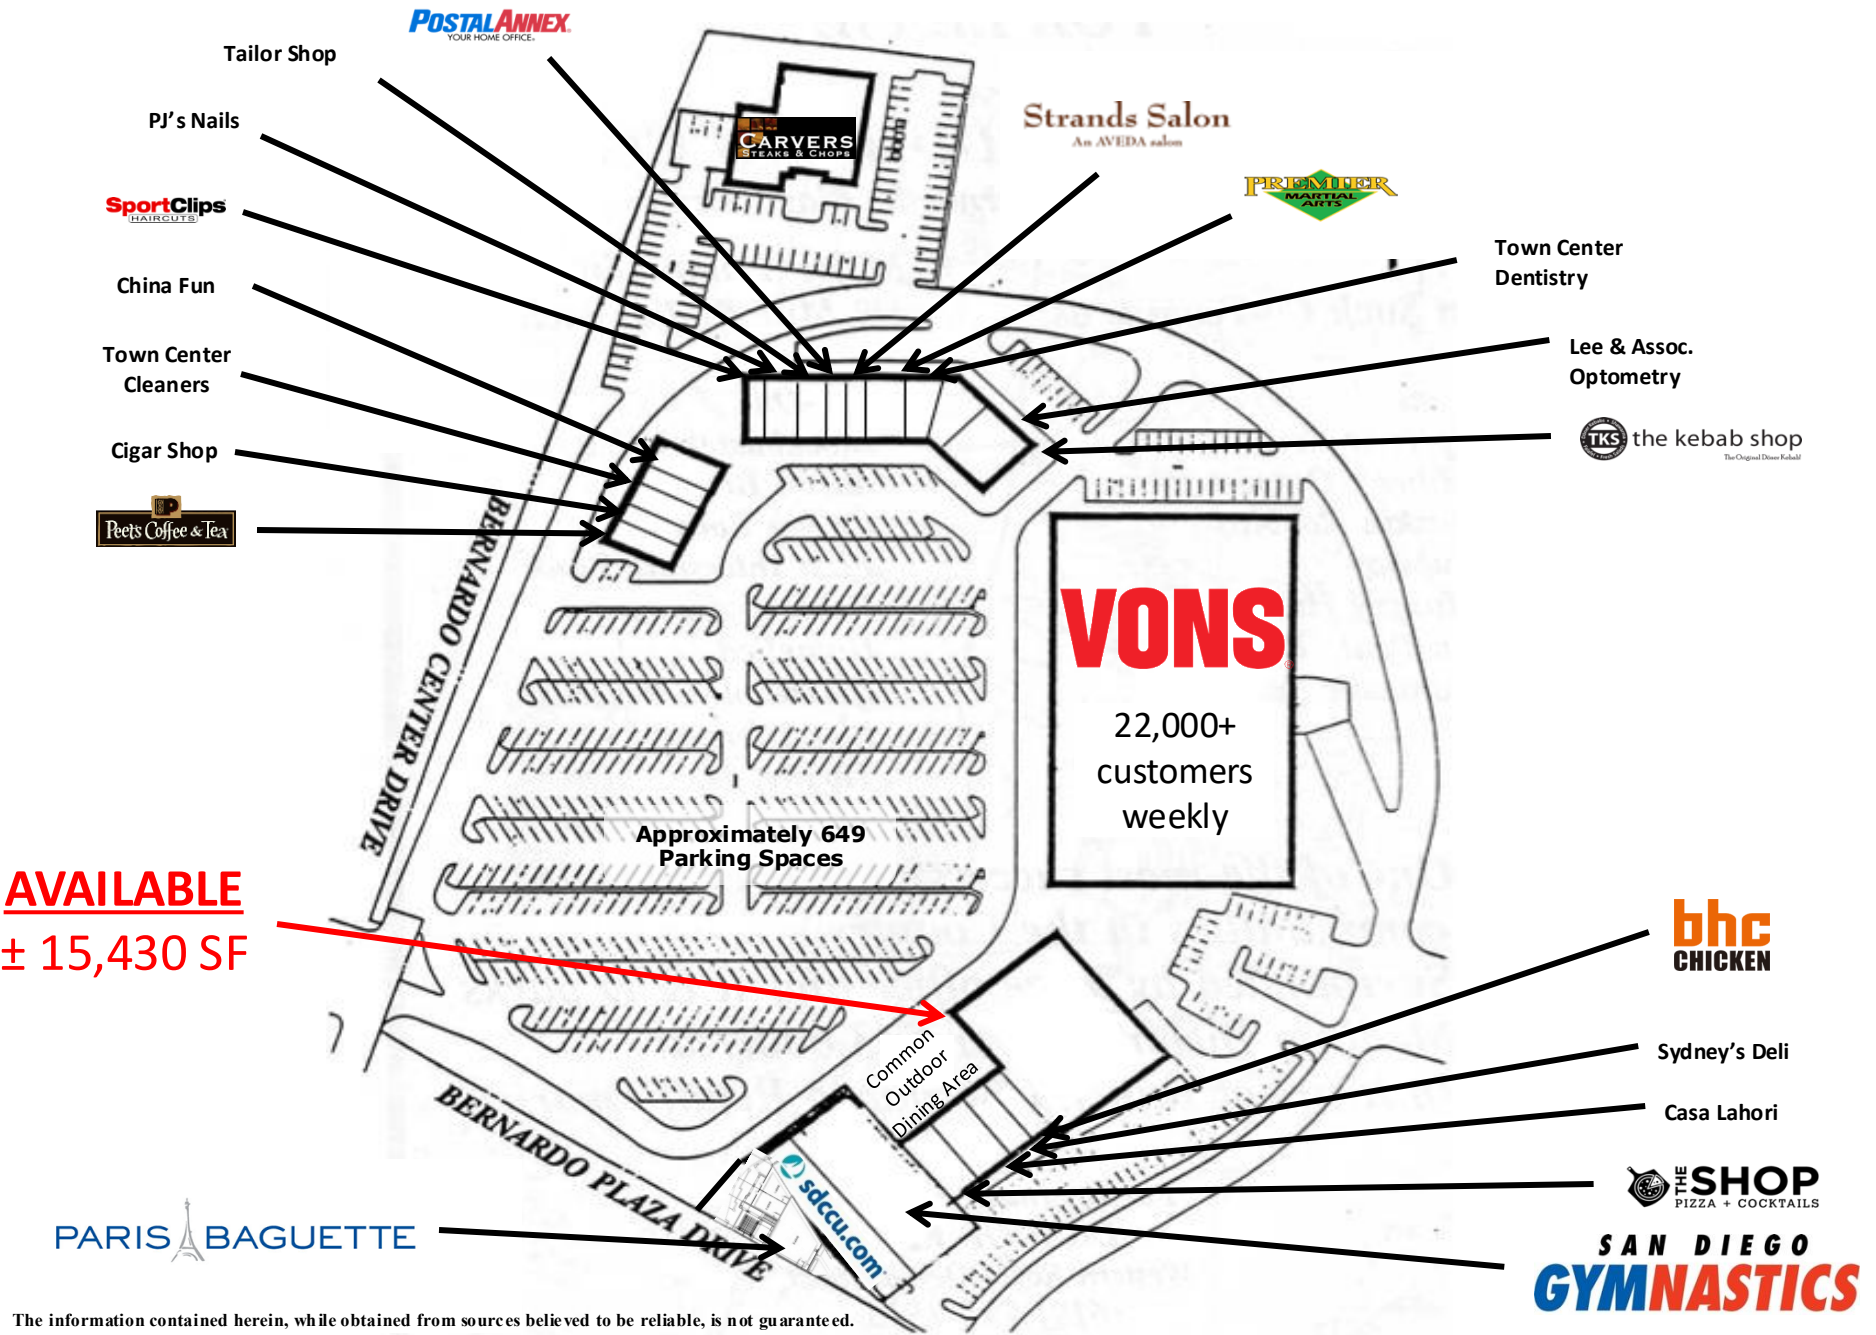 POSTALANNEX
YOUR HOME OFFICE.
Tailor Shop
PJ's Nails
SportClips
HAIRCUTS
China Fun
Town Center
Cleaners
Cigar Shop
Peet's Coffee & Tea
CARVERS
STEAKS & CHOPS
Strands Salon
An AVEDA salon
PREMIER
MARTIAL
ARTS
Town Center
Dentistry
Lee & Assoc.
Optometry
TKS
the kebab shop
The Original Döner Kebab!
BERNARDO CENTER DRIVE
VONS
22,000+
customers
weekly
Approximately 649
Parking Spaces
AVAILABLE
± 15,430 SF
Common
Outdoor
Dining Area
bhc
CHICKEN
Sydney's Deli
Casa Lahori
THE SHOP
PIZZA + COCKTAILS
SAN DIEGO
GYMNASTICS
BERNARDO PLAZA DRIVE
sdccu.com
PARIS BAGUETTE
The information contained herein, while obtained from sources believed to be reliable, is not guaranteed.